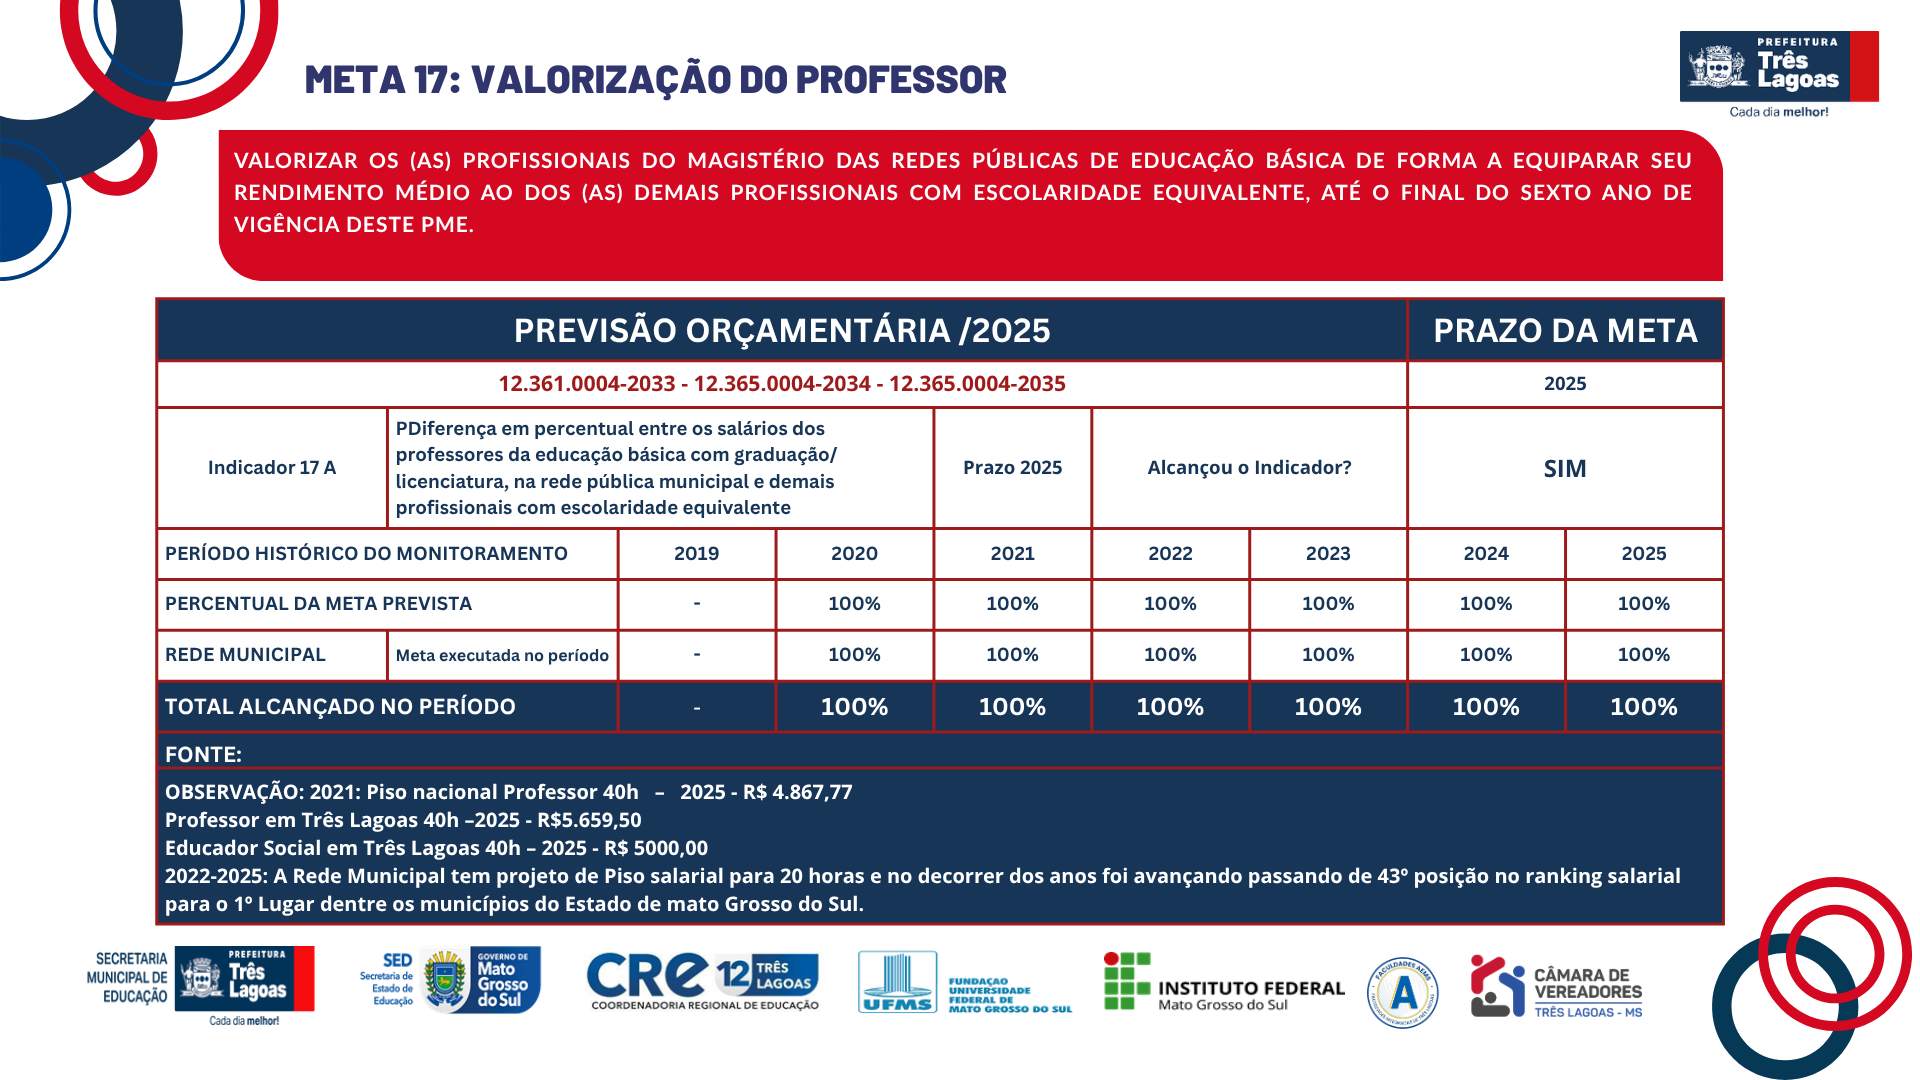 META 17: VALORIZAÇÃO DO PROFESSOR
PREFEITURA
Três
Lagoas
Cada dia melhor!
VALORIZAR OS (AS) PROFISSIONAIS DO MAGISTÉRIO DAS REDES PÚBLICAS DE EDUCAÇÃO BÁSICA DE FORMA A EQUIPARAR SEU
RENDIMENTO MÉDIO AO DOS (AS) DEMAIS PROFISSIONAIS COM ESCOLARIDADE EQUIVALENTE, ATÉ O FINAL DO SEXTO ANO DE
VIGÊNCIA DESTE PME.
PREVISÃO ORÇAMENTÁRIA /2025 PRAZO DA META
12.361.0004-2033 - 12.365.0004-2034 - 12.365.0004-2035 2025
Indicador 17 A
PDiferença em percentual entre os salários dos
professores da educação básica com graduação/
licenciatura, na rede pública municipal e demais
profissionais com escolaridade equivalente
Prazo 2025
Alcançou o Indicador?
SIM
PERÍODO HISTÓRICO DO MONITORAMENTO 2019 2020 2021 2022 2023 2024 2025
PERCENTUAL DA META PREVISTA - 100% 100% 100% 100% 100% 100%
REDE MUNICIPAL Meta executada no período - 100% 100% 100% 100% 100% 100%
TOTAL ALCANÇADO NO PERÍODO - 100% 100% 100% 100% 100% 100%
FONTE:
OBSERVAÇÃO: 2021: Piso nacional Professor 40h – 2025 - R$ 4.867,77
Professor em Três Lagoas 40h –2025 - R$5.659,50
Educador Social em Três Lagoas 40h – 2025 - R$ 5000,00
2022-2025: A Rede Municipal tem projeto de Piso salarial para 20 horas e no decorrer dos anos foi avançando passando de 43º posição no ranking salarial
para o 1º Lugar dentre os municípios do Estado de mato Grosso do Sul.
SECRETARIA
MUNICIPAL DE
EDUCAÇÃO
PREFEITURA
Três
Lagoas
Cada dia melhor!
SED
Secretaria de
Estado de
Educação
GOVERNO DE
Mato
Grosso
do Sul
CRE 12 TRÊS
LAGOAS
COORDENADORIA REGIONAL DE EDUCAÇÃO
UFMS
FUNDAÇAO
UNIVERSIDADE
FEDERAL DE
MATO GROSSO DO SUL
INSTITUTO FEDERAL
Mato Grosso do Sul
FACULDADES AEMS
A
CÂMARA DE
VEREADORES
TRÊS LAGOAS - MS